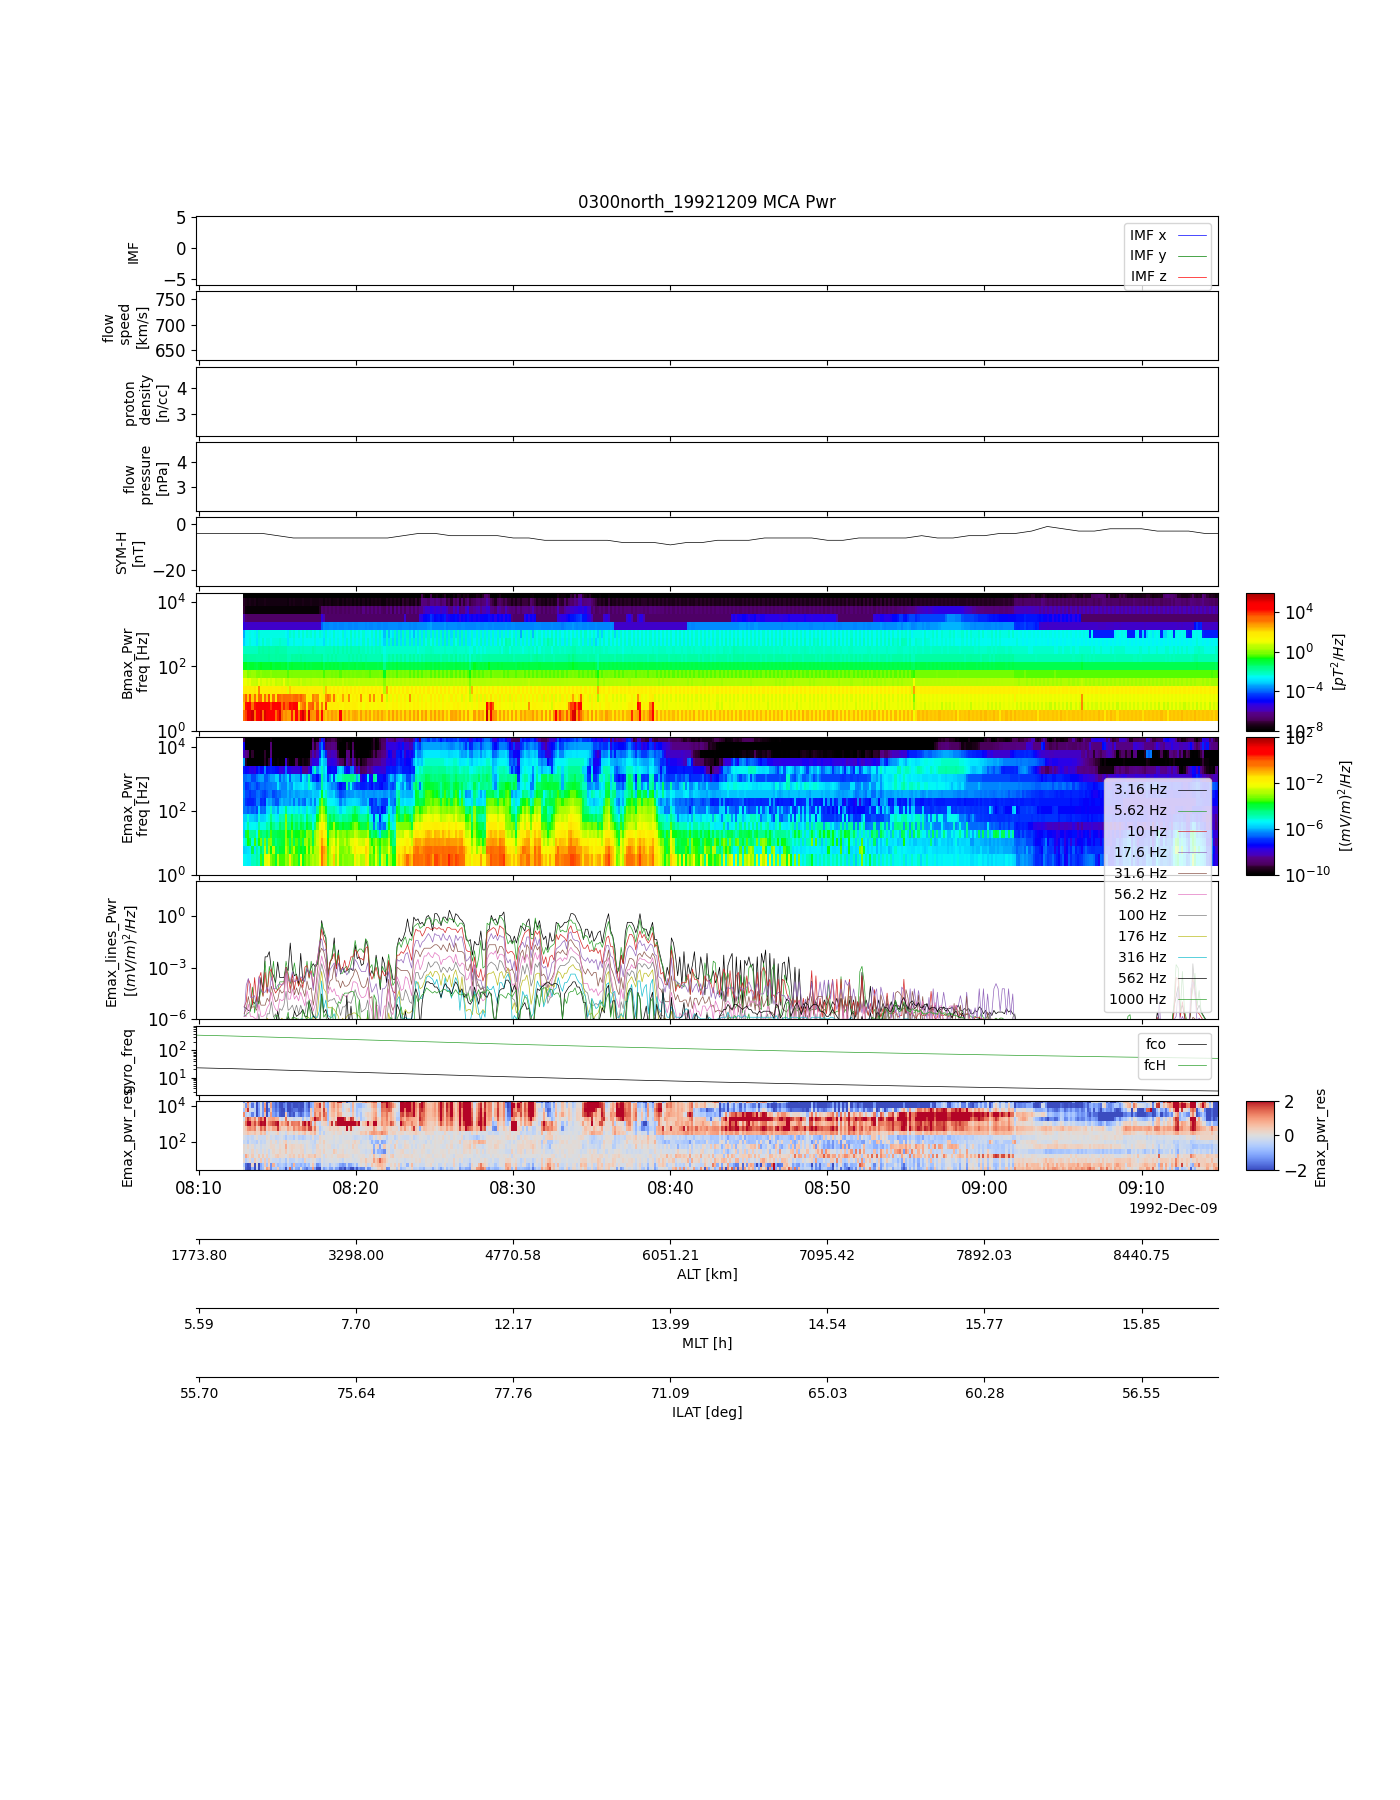 0300north_19921209 MCA Pwr
5
0
−5
IMF
IMF x
IMF y
IMF z
750
700
650
flow
speed
[km/s]
4
3
proton
density
[n/cc]
4
3
flow
pressure
[nPa]
0
−20
SYM-H
[nT]
10^4
10^2
10^0
Bmax_Pwr
freq [Hz]
10^4
10^0
10^−4
10^−8
[pT^2/Hz]
10^4
10^2
10^0
Emax_Pwr
freq [Hz]
10^2
10^−2
10^−6
10^−10
[(mV/m)^2/Hz]
3.16 Hz
5.62 Hz
10 Hz
17.6 Hz
31.6 Hz
56.2 Hz
100 Hz
176 Hz
316 Hz
562 Hz
1000 Hz
10^0
10^−3
10^−6
Emax_lines_Pwr
[(mV/m)^2/Hz]
10^2
10^1
gyro_freq
fco
fcH
10^4
10^2
Emax_pwr_res
2
0
−2
Emax_pwr_res
08:10 08:20 08:30 08:40 08:50 09:00 09:10
1992-Dec-09
1773.80 3298.00 4770.58 6051.21 7095.42 7892.03 8440.75
ALT [km]
5.59 7.70 12.17 13.99 14.54 15.77 15.85
MLT [h]
55.70 75.64 77.76 71.09 65.03 60.28 56.55
ILAT [deg]